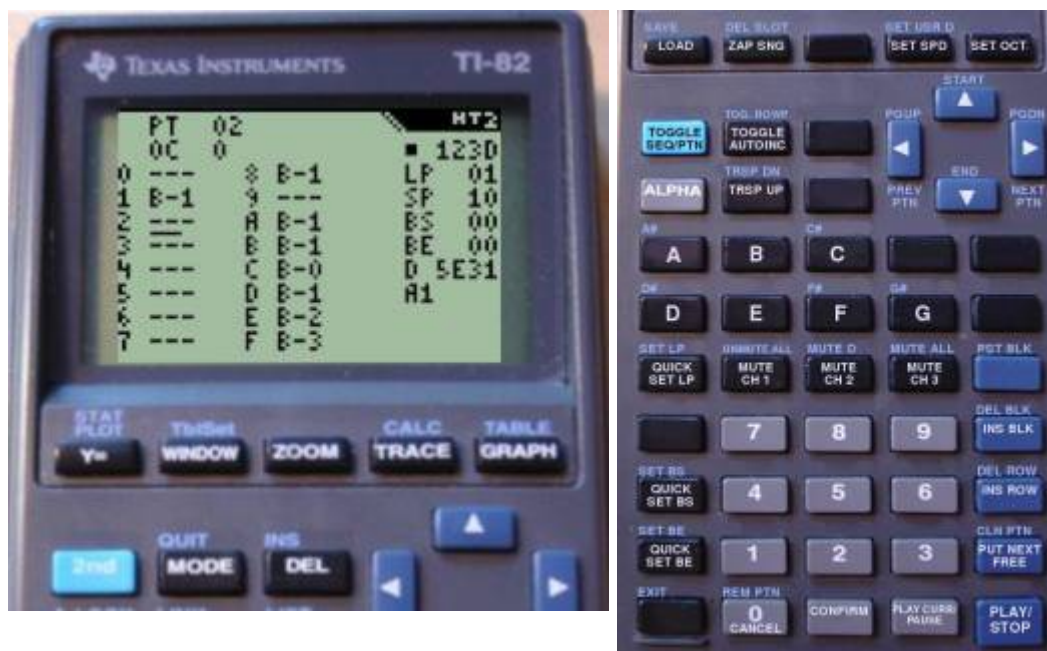 TEXAS INSTRUMENTS TI-82
PT 02 HT2
OC 0 ■ 123D
0 --- 8 B-1 LP 01
1 B-1 9 --- SP 10
2 --- A B-1 BS 00
3 --- B B-1 BE 00
4 --- C B-0 D 5E31
5 --- D B-1 A1
6 --- E B-2
7 --- F B-3
STAT PLOT TblSet CALC TABLE
Y= WINDOW ZOOM TRACE GRAPH
QUIT INS
2nd MODE DEL
SAVE DEL SLOT SET USR D
LOAD ZAP SNG SET SPD SET OCT
START
TOG. ROWP PGUP PGDN
TOGGLE SEQ/PTN TOGGLE AUTOINC
TRSP DN END
ALPHA TRSP UP PREV PTN NEXT PTN
A# C#
A B C
D# F# G#
D E F G
SET LP UNMUTE ALL MUTE D MUTE ALL PST BLK
QUICK SET LP MUTE CH 1 MUTE CH 2 MUTE CH 3
DEL BLK
7 8 9 INS BLK
SET BS DEL ROW
QUICK SET BS 4 5 6 INS ROW
SET BE CLN PTN
QUICK SET BE 1 2 3 PUT NEXT FREE
EXIT REM PTN
0 CANCEL CONFIRM PLAY CURR/ PAUSE PLAY/ STOP